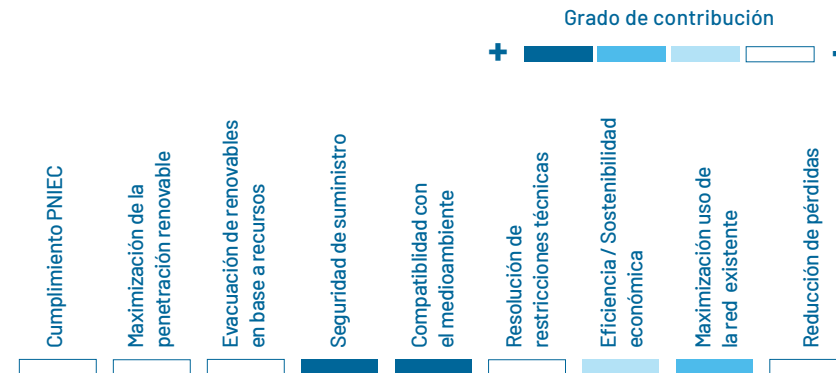 Grado de contribución
+
Cumplimiento PNIEC
Maximización de la
penetración renovable
Evacuación de renovables
en base a recursos
Seguridad de suministro
Compatiblidad con
el medioambiente
Resolución de
restricciones técnicas
Eficiencia / Sostenibilidad
económica
Maximización uso de
la red existente
Reducción de pérdidas